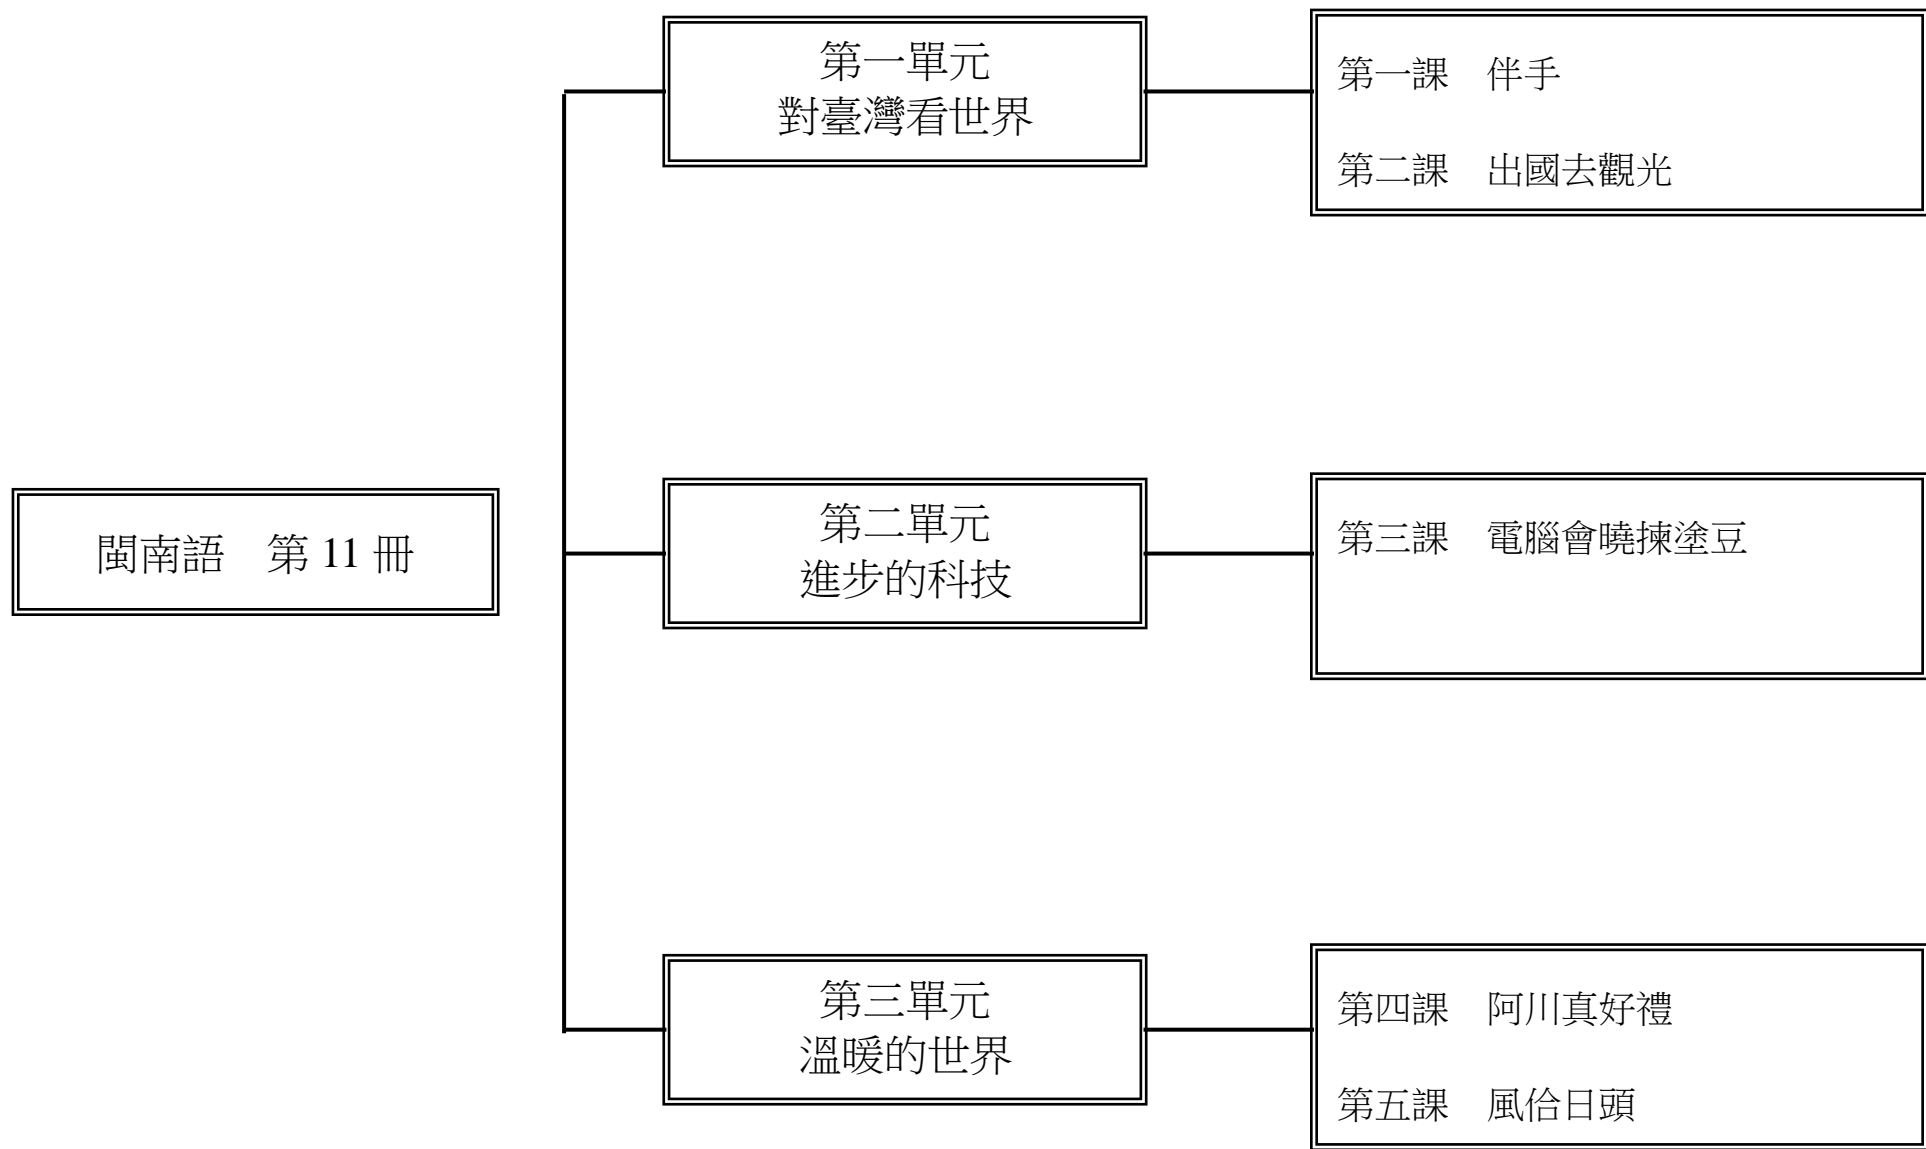 閩南語　第 11 冊
第一單元
對臺灣看世界
第一課　伴手
第二課　出國去觀光
第二單元
進步的科技
第三課　電腦會曉揀塗豆
第三單元
溫暖的世界
第四課　阿川真好禮
第五課　風佮日頭